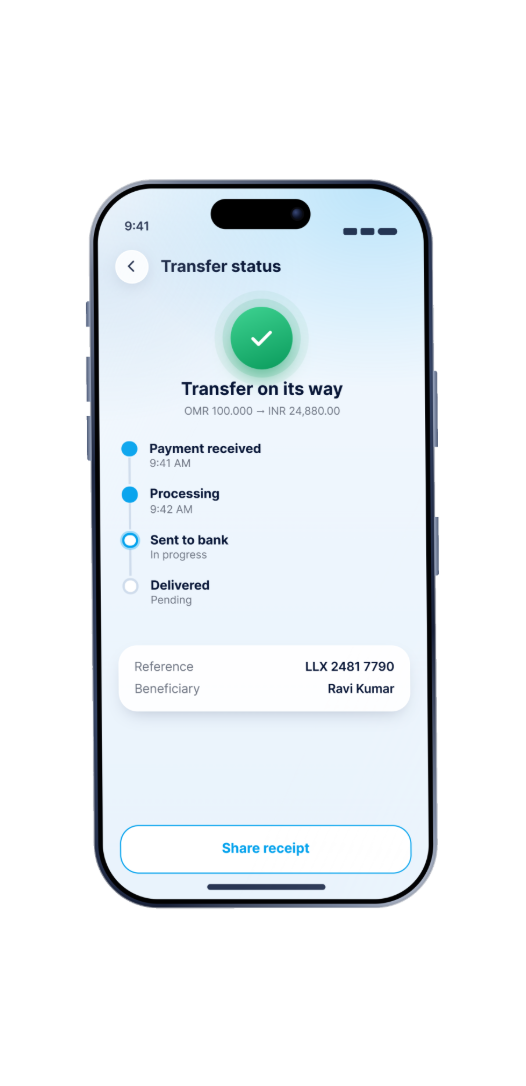 9:41
Transfer status
Transfer on its way
OMR 100.000 → INR 24,880.00
Payment received
9:41 AM
Processing
9:42 AM
Sent to bank
In progress
Delivered
Pending
Reference LLX 2481 7790
Beneficiary Ravi Kumar
Share receipt